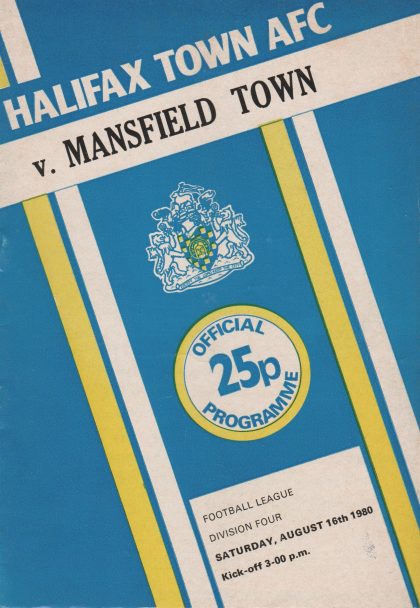 HALIFAX TOWN AFC
v. MANSFIELD TOWN
OFFICIAL
25p
PROGRAMME
FOOTBALL LEAGUE
DIVISION FOUR
SATURDAY, AUGUST 16th 1980
Kick-off 3-00 p.m.